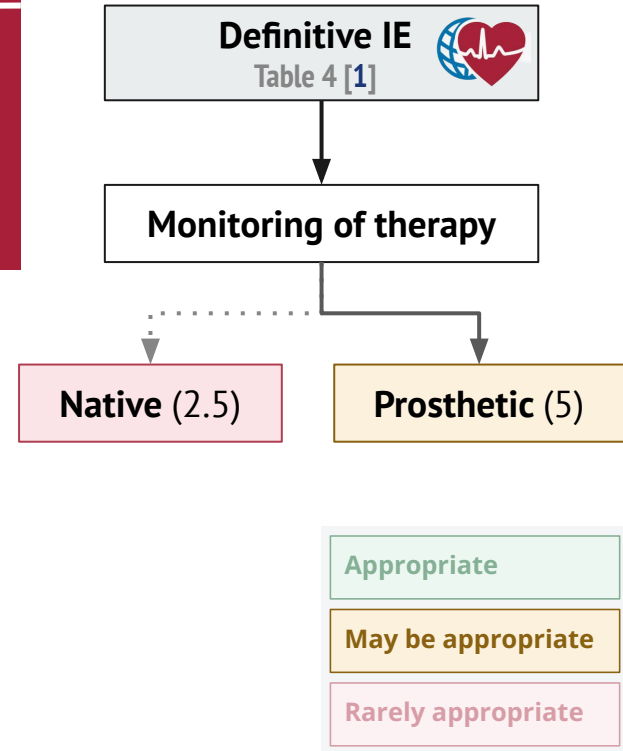 Definitive IE
Table 4 [1]
Monitoring of therapy
Native (2.5)
Prosthetic (5)
Appropriate
May be appropriate
Rarely appropriate